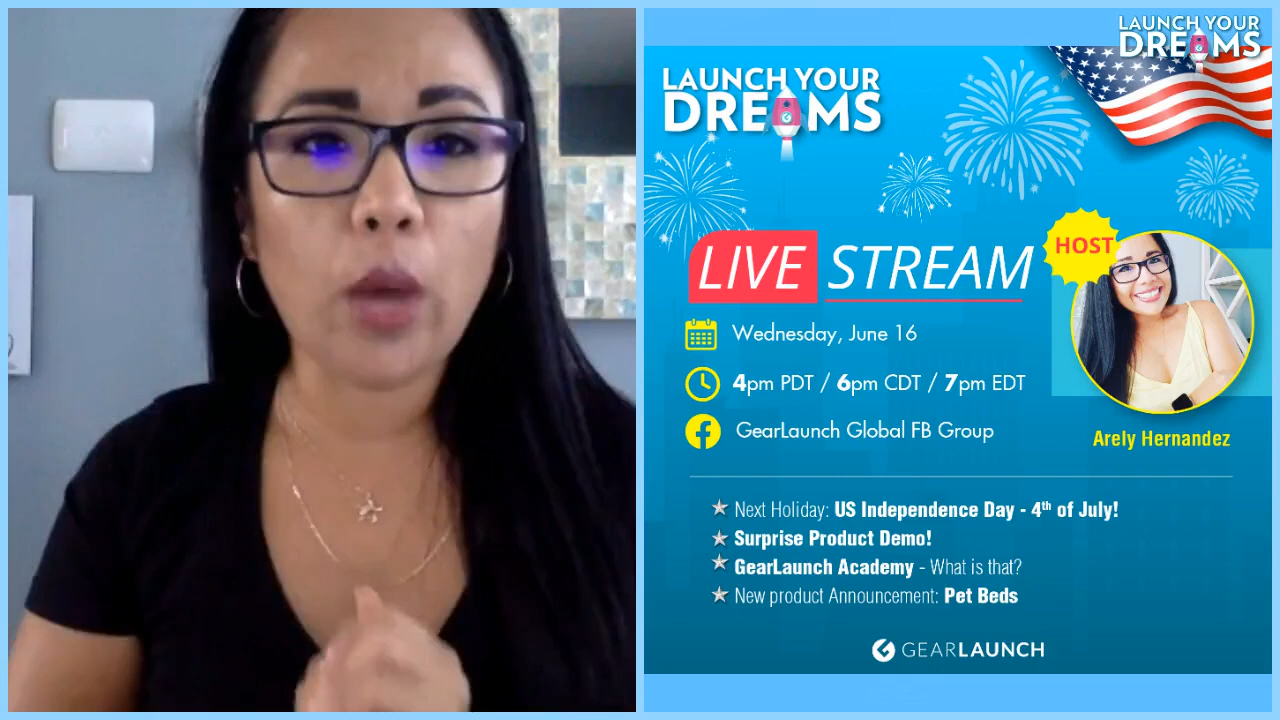 LAUNCH YOUR
DREAMS
LAUNCH YOUR
DREAMS
LIVE STREAM
HOST
Wednesday, June 16
4pm PDT / 6pm CDT / 7pm EDT
GearLaunch Global FB Group
Arely Hernandez
Next Holiday: US Independence Day - 4th of July!
Surprise Product Demo!
GearLaunch Academy - What is that?
New product Announcement: Pet Beds
GEARLAUNCH